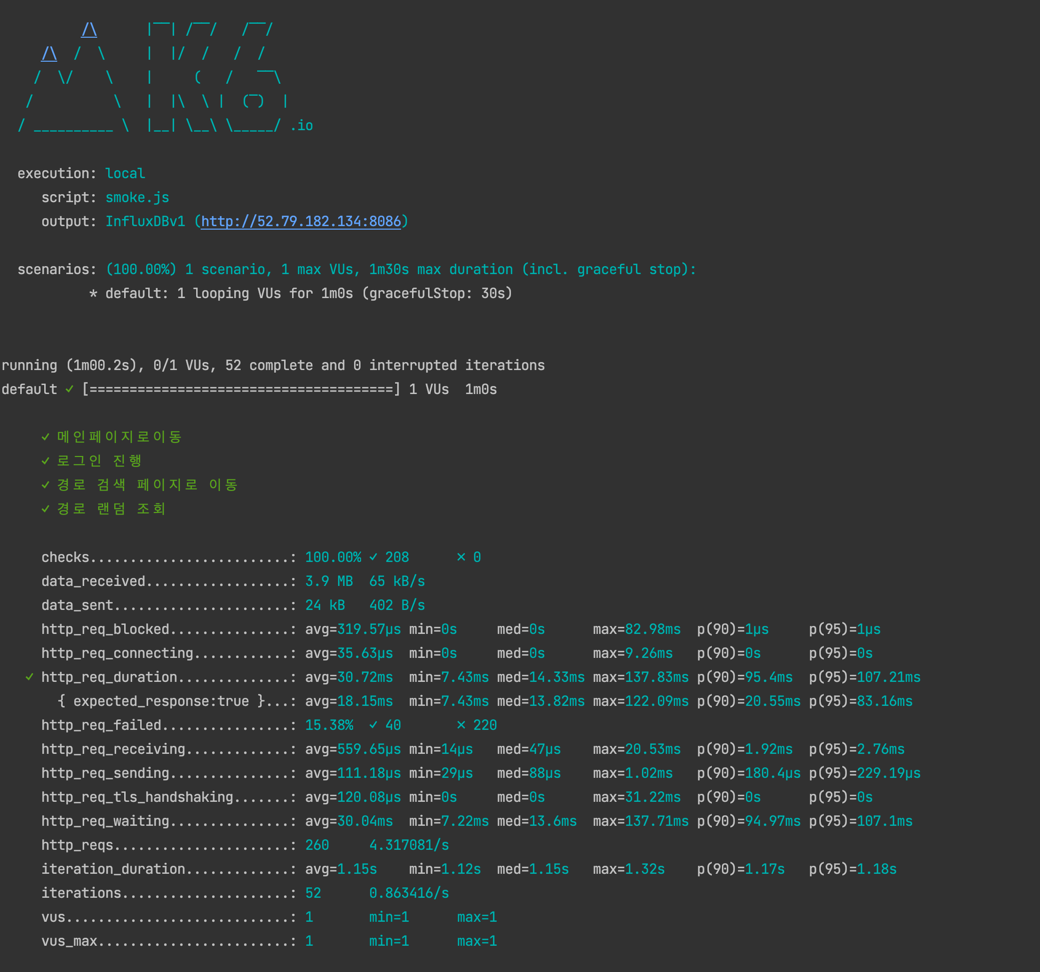 /\      |‾‾| /‾‾/   /‾‾/
/\  /  \     |  |/  /   /  /
/  \/    \    |     (   /   ‾‾\
/          \   |  |\  \ |  (‾)  |
/ __________ \  |__| \__\ \_____/ .io
execution: local
script: smoke.js
output: InfluxDBv1 (http://52.79.182.134:8086)
scenarios: (100.00%) 1 scenario, 1 max VUs, 1m30s max duration (incl. graceful stop):
* default: 1 looping VUs for 1m0s (gracefulStop: 30s)
running (1m00.2s), 0/1 VUs, 52 complete and 0 interrupted iterations
default ✓ [======================================] 1 VUs  1m0s
✓ 메인페이지로이동
✓ 로그인 진행
✓ 경로 검색 페이지로 이동
✓ 경로 랜덤 조회
checks.........................: 100.00% ✓ 208      ✗ 0
data_received..................: 3.9 MB  65 kB/s
data_sent......................: 24 kB   402 B/s
http_req_blocked...............: avg=319.57µs min=0s     med=0s      max=82.98ms  p(90)=1µs     p(95)=1µs
http_req_connecting............: avg=35.63µs  min=0s     med=0s      max=9.26ms   p(90)=0s      p(95)=0s
✓ http_req_duration..............: avg=30.72ms  min=7.43ms med=14.33ms max=137.83ms p(90)=95.4ms  p(95)=107.21ms
{ expected_response:true }...: avg=18.15ms  min=7.43ms med=13.82ms max=122.09ms p(90)=20.55ms p(95)=83.16ms
http_req_failed................: 15.38%  ✓ 40       ✗ 220
http_req_receiving.............: avg=559.65µs min=14µs   med=47µs    max=20.53ms  p(90)=1.92ms  p(95)=2.76ms
http_req_sending...............: avg=111.18µs min=29µs   med=88µs    max=1.02ms   p(90)=180.4µs p(95)=229.19µs
http_req_tls_handshaking.......: avg=120.08µs min=0s     med=0s      max=31.22ms  p(90)=0s      p(95)=0s
http_req_waiting...............: avg=30.04ms  min=7.22ms med=13.6ms  max=137.71ms p(90)=94.97ms p(95)=107.1ms
http_reqs......................: 260     4.317081/s
iteration_duration.............: avg=1.15s    min=1.12s  med=1.15s   max=1.32s    p(90)=1.17s   p(95)=1.18s
iterations.....................: 52      0.863416/s
vus............................: 1       min=1      max=1
vus_max........................: 1       min=1      max=1